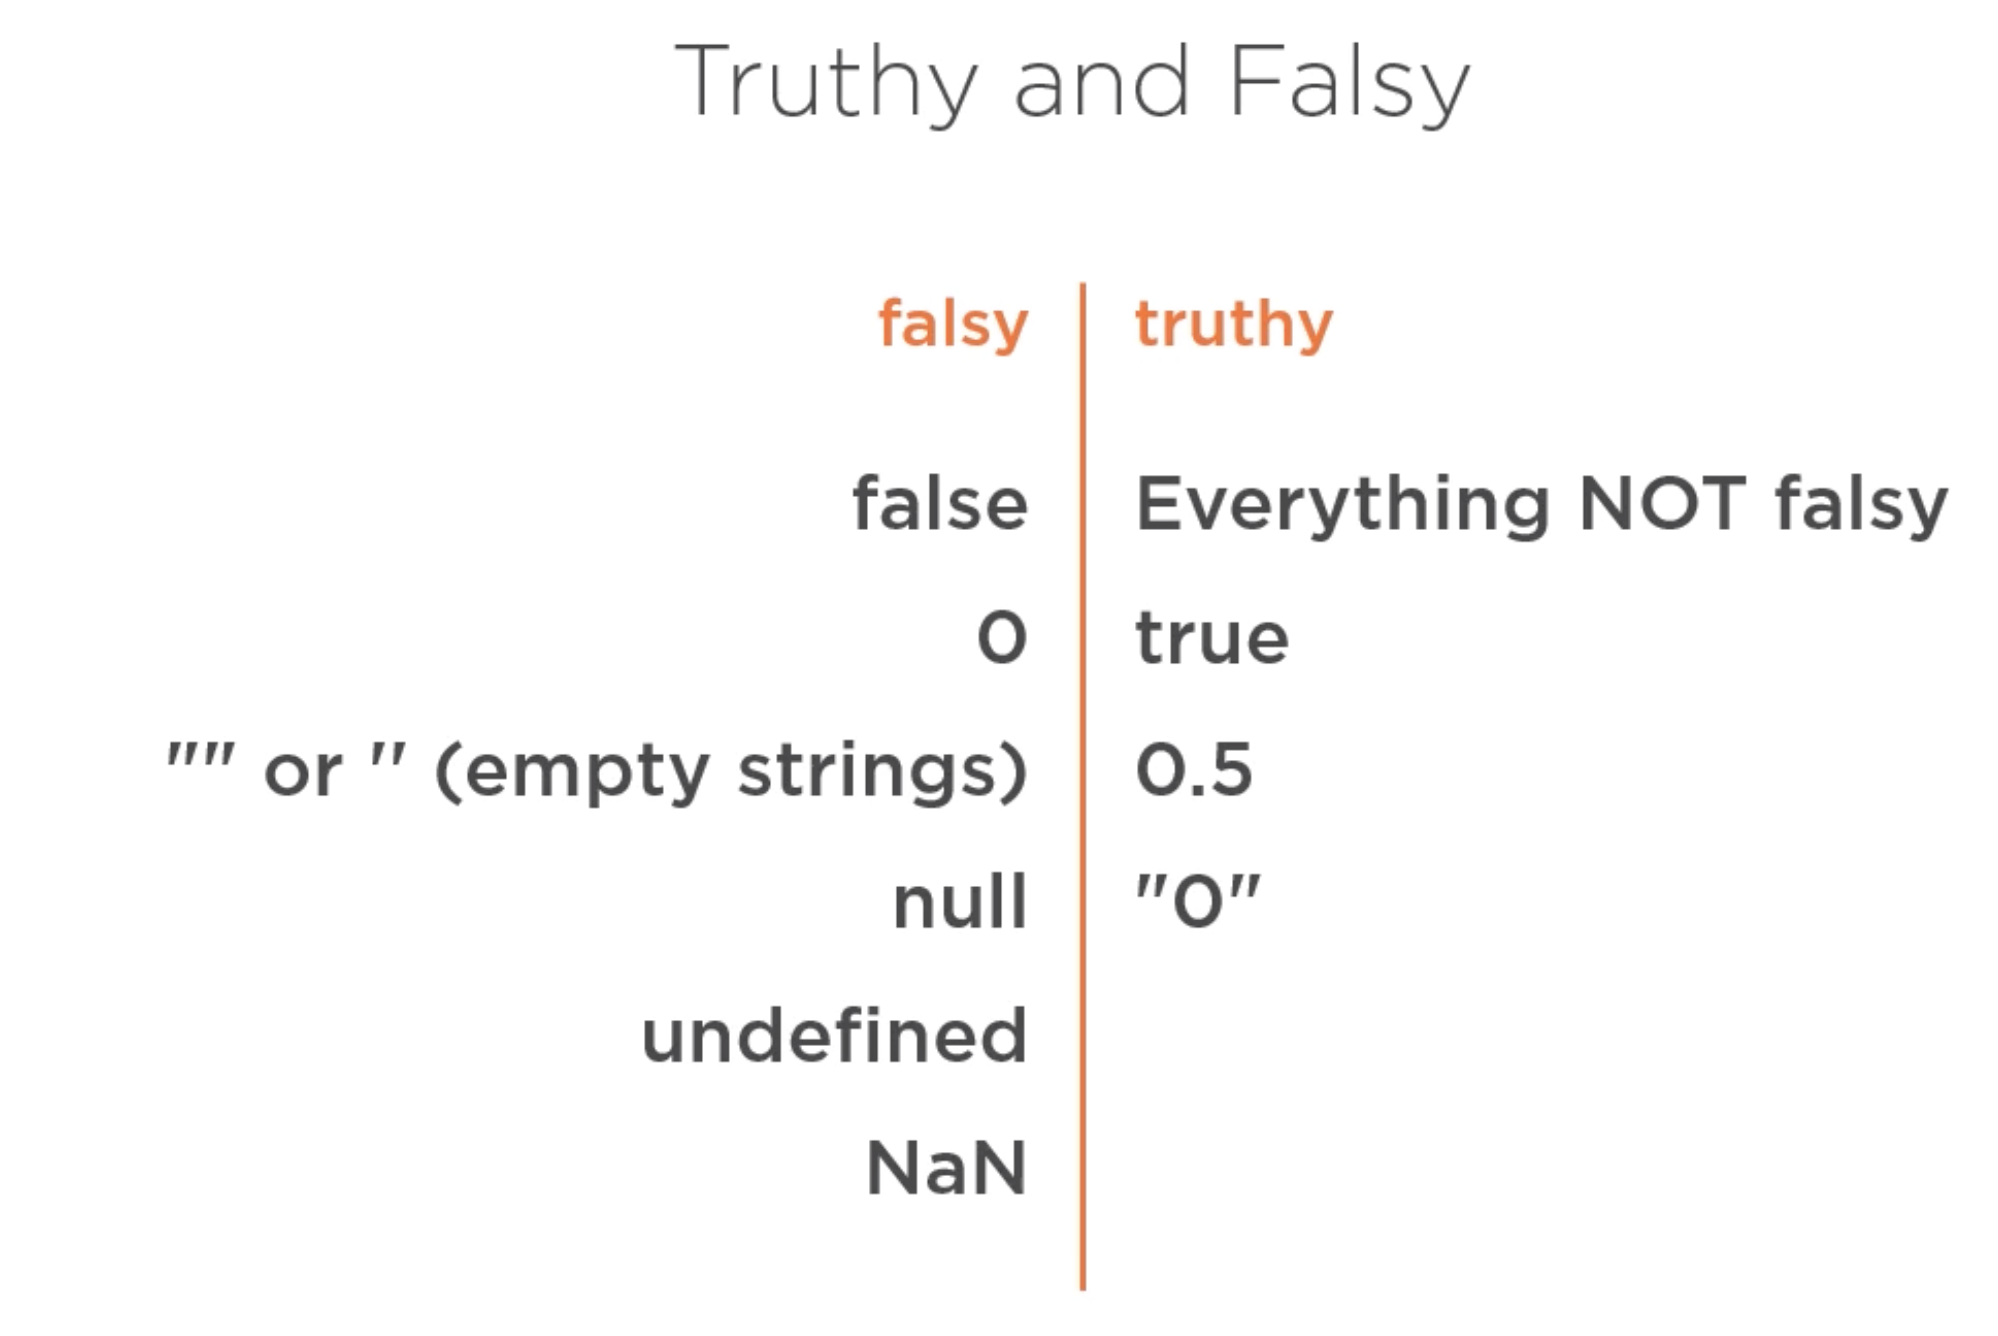 Truthy and Falsy
falsy truthy
false Everything NOT falsy
0 true
"" or '' (empty strings) 0.5
null "0"
undefined
NaN